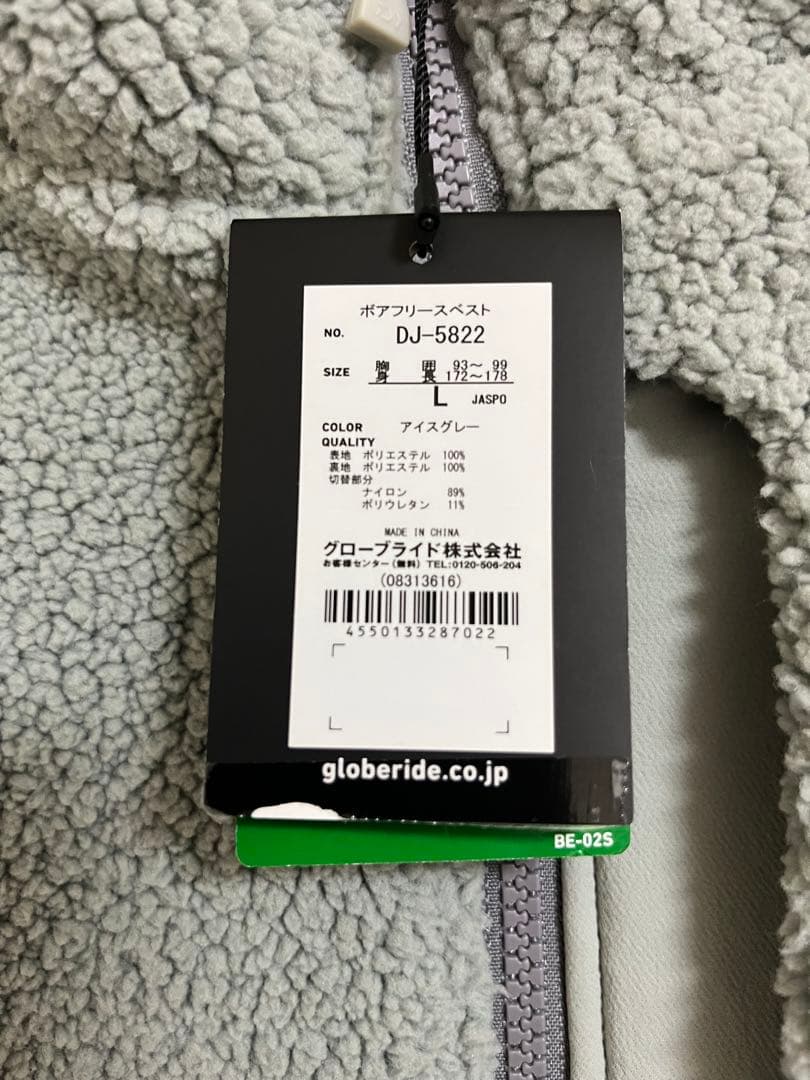 ボアフリースベスト
NO. DJ-5822
SIZE 胸囲 93～99
身長 172～178
L JASPO
COLOR アイスグレー
QUALITY
表地 ポリエステル 100%
裏地 ポリエステル 100%
切替部分
ナイロン 89%
ポリウレタン 11%
MADE IN CHINA
グローブライド株式会社
お客様センター(無料) TEL:0120-506-204
(08313616)
4550133287022
globeride.co.jp
BE-02S